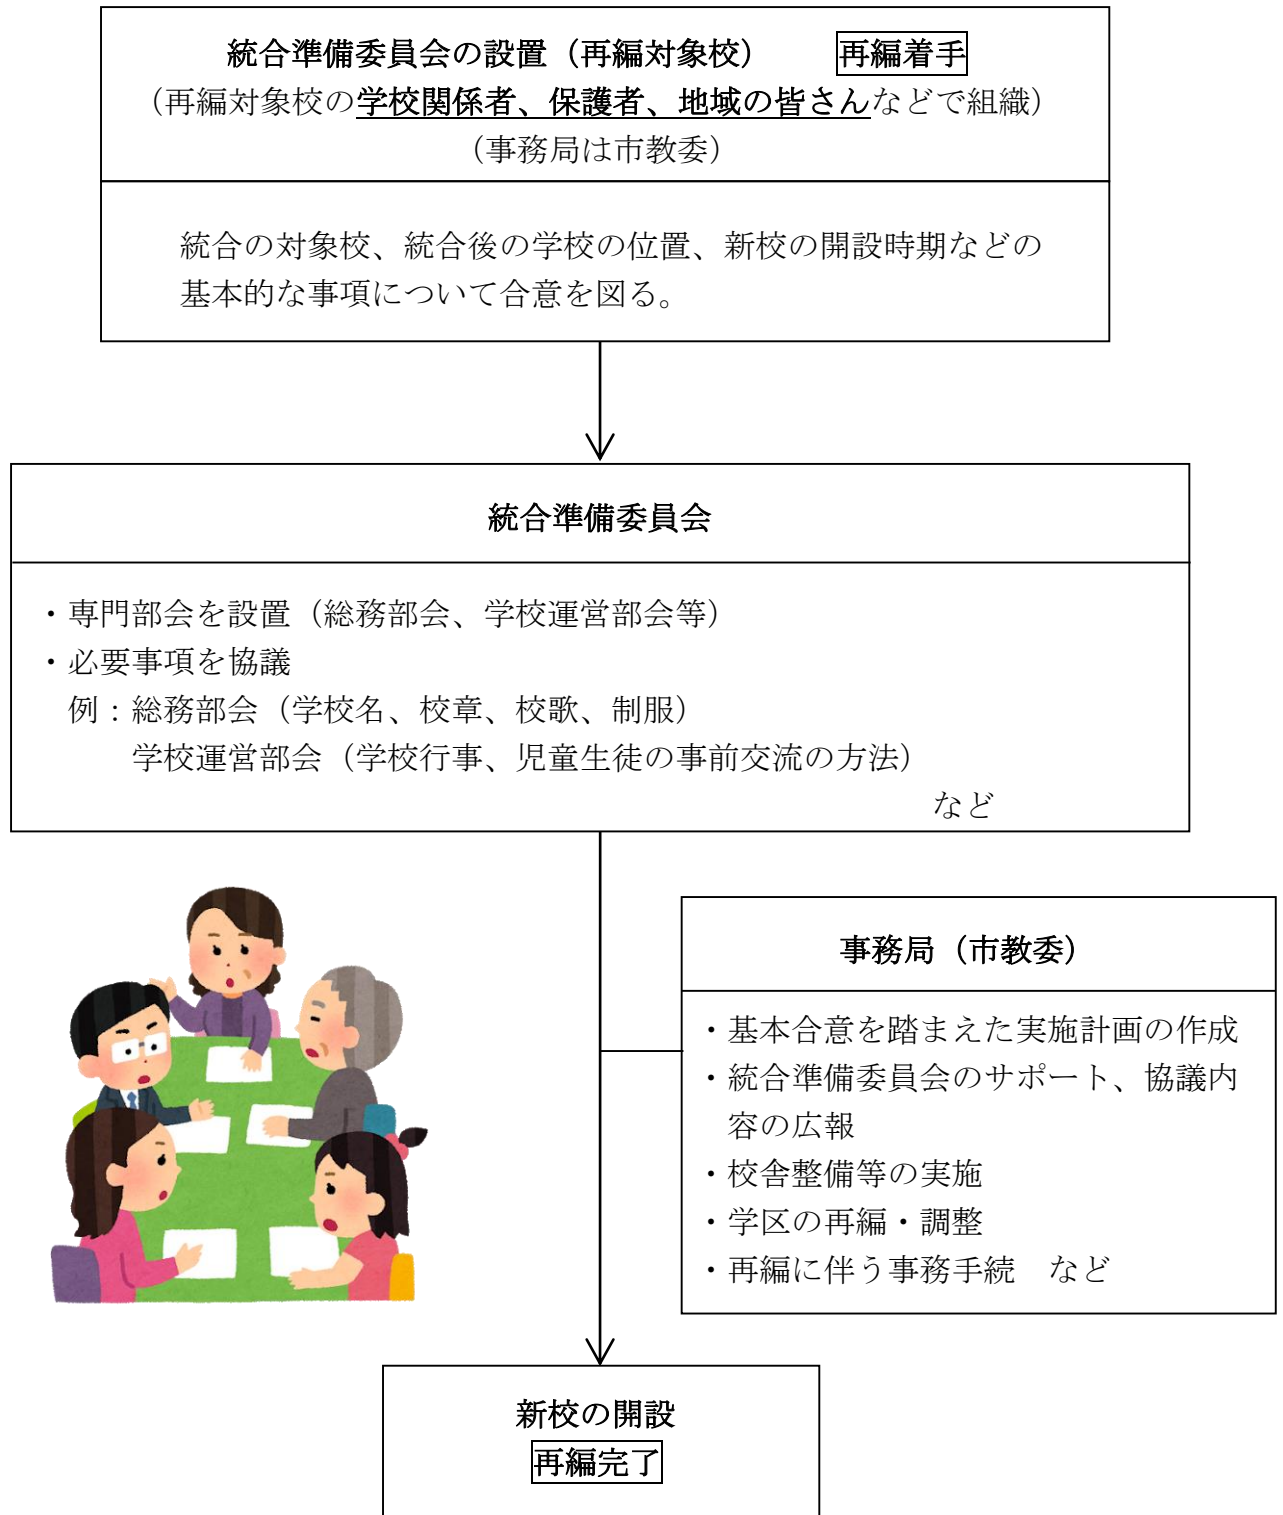 統合準備委員会の設置（再編対象校）　再編着手
（再編対象校の学校関係者、保護者、地域の皆さんなどで組織）
（事務局は市教委）
統合の対象校、統合後の学校の位置、新校の開設時期などの
基本的な事項について合意を図る。
統合準備委員会
・専門部会を設置（総務部会、学校運営部会等）
・必要事項を協議
例：総務部会（学校名、校章、校歌、制服）
学校運営部会（学校行事、児童生徒の事前交流の方法）
など
事務局（市教委）
・基本合意を踏まえた実施計画の作成
・統合準備委員会のサポート、協議内
容の広報
・校舎整備等の実施
・学区の再編・調整
・再編に伴う事務手続　など
新校の開設
再編完了